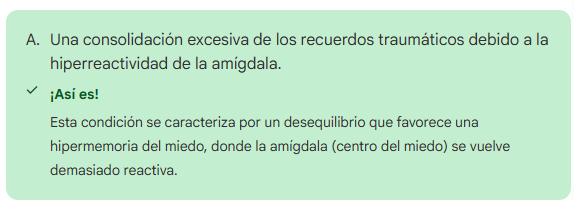 A. Una consolidación excesiva de los recuerdos traumáticos debido a la
hiperreactividad de la amígdala.
¡Así es!
Esta condición se caracteriza por un desequilibrio que favorece una
hipermemoria del miedo, donde la amígdala (centro del miedo) se vuelve
demasiado reactiva.